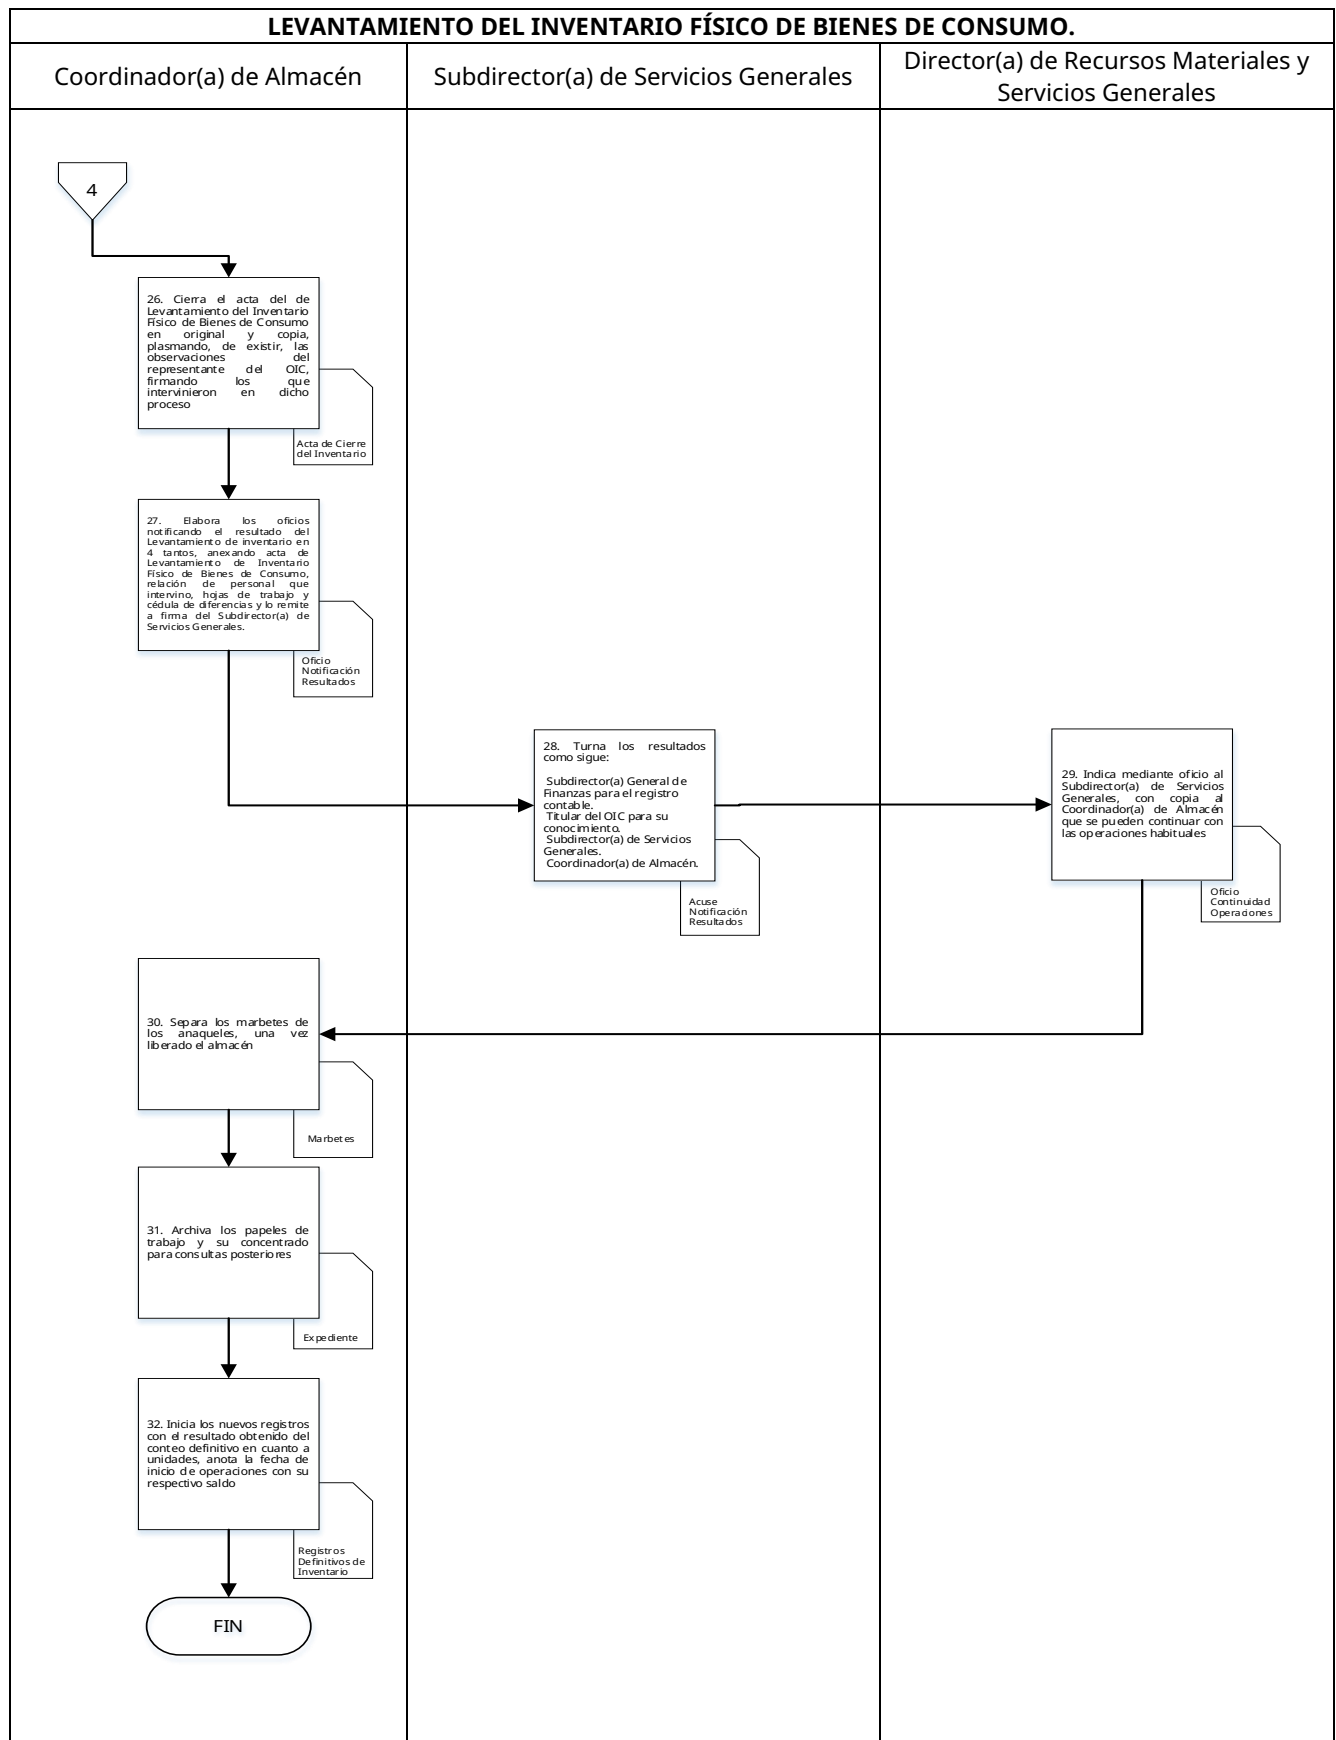 LEVANTAMIENTO DEL INVENTARIO FÍSICO DE BIENES DE CONSUMO.
Coordinador(a) de Almacén
Subdirector(a) de Servicios Generales
Director(a) de Recursos Materiales y
Servicios Generales
4
26. Cierra el acta del de
Levantamiento del Inventario
Físico de Bienes de Consumo
en original y copia,
plasmando, de existir, las
observaciones del
representante del OIC,
firmando los que
intervinieron en dicho
proceso
Acta de Cierre
del Inventario
27. Elabora los oficios
notificando el resultado del
Levantamiento de inventario en
4 tantos, anexando acta de
Levantamiento de Inventario
Físico de Bienes de Consumo,
relación de personal que
intervino, hojas de trabajo y
cédula de diferencias y lo remite
a firma del Subdirector(a) de
Servicios Generales.
Oficio
Notificación
Resultados
28. Turna los resultados
como sigue:
Subdirector(a) General de
Finanzas para el registro
contable.
Titular del OIC para su
conocimiento.
Subdirector(a) de Servicios
Generales.
Coordinador(a) de Almacén.
Acuse
Notificación
Resultados
29. Indica mediante oficio al
Subdirector(a) de Servicios
Generales, con copia al
Coordinador(a) de Almacén
que se pueden continuar con
las operaciones habituales
Oficio
Continuidad
Operaciones
30. Separa los marbetes de
los anaqueles, una vez
liberado el almacén
Marbetes
31. Archiva los papeles de
trabajo y su concentrado
para consultas posteriores
Expediente
32. Inicia los nuevos registros
con el resultado obtenido del
conteo definitivo en cuanto a
unidades, anota la fecha de
inicio de operaciones con su
respectivo saldo
Registros
Definitivos de
Inventario
FIN